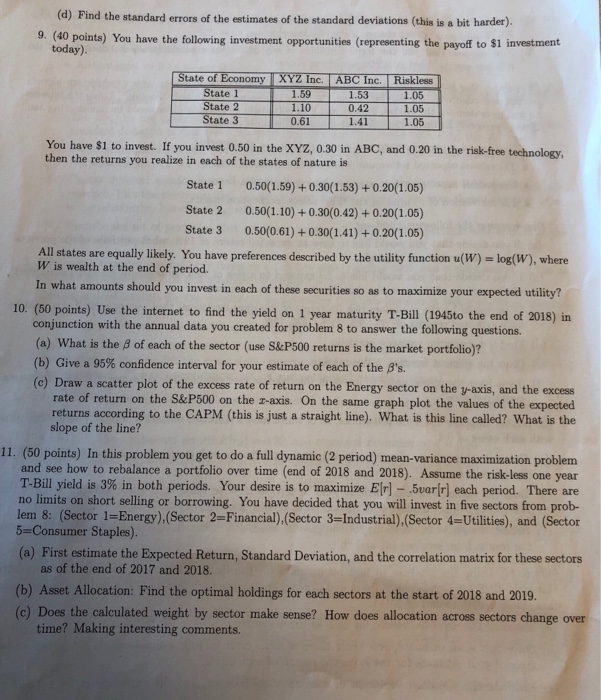 (d) Find the standard errors of the estimates of the standard deviations (this is a bit harder).
9. (40 points) You have the following investment opportunities (representing the payoff to $1 investment
today).
State of Economy XYZ Inc. ABC Inc. Riskless
State 1 1.59 1.53 1.05
State 2 1.10 0.42 1.05
State 3 0.61 1.41 1.05
You have $1 to invest. If you invest 0.50 in the XYZ, 0.30 in ABC, and 0.20 in the risk-free technology,
then the returns you realize in each of the states of nature is
State 1 0.50(1.59) + 0.30(1.53) + 0.20(1.05)
State 2 0.50(1.10) + 0.30(0.42) + 0.20(1.05)
State 3 0.50(0.61) + 0.30(1.41) + 0.20(1.05)
All states are equally likely. You have preferences described by the utility function u(W) = log(W), where
W is wealth at the end of period.
In what amounts should you invest in each of these securities so as to maximize your expected utility?
10. (50 points) Use the internet to find the yield on 1 year maturity T-Bill (1945to the end of 2018) in
conjunction with the annual data you created for problem 8 to answer the following questions.
(a) What is the β of each of the sector (use S&P500 returns is the market portfolio)?
(b) Give a 95% confidence interval for your estimate of each of the β's.
(c) Draw a scatter plot of the excess rate of return on the Energy sector on the y-axis, and the excess
rate of return on the S&P500 on the x-axis. On the same graph plot the values of the expected
returns according to the CAPM (this is just a straight line). What is this line called? What is the
slope of the line?
11. (50 points) In this problem you get to do a full dynamic (2 period) mean-variance maximization problem
and see how to rebalance a portfolio over time (end of 2018 and 2018). Assume the risk-less one year
T-Bill yield is 3% in both periods. Your desire is to maximize E[r] − .5var[r] each period. There are
no limits on short selling or borrowing. You have decided that you will invest in five sectors from prob-
lem 8: (Sector 1=Energy),(Sector 2=Financial),(Sector 3=Industrial),(Sector 4=Utilities), and (Sector
5=Consumer Staples).
(a) First estimate the Expected Return, Standard Deviation, and the correlation matrix for these sectors
as of the end of 2017 and 2018.
(b) Asset Allocation: Find the optimal holdings for each sectors at the start of 2018 and 2019.
(c) Does the calculated weight by sector make sense? How does allocation across sectors change over
time? Making interesting comments.